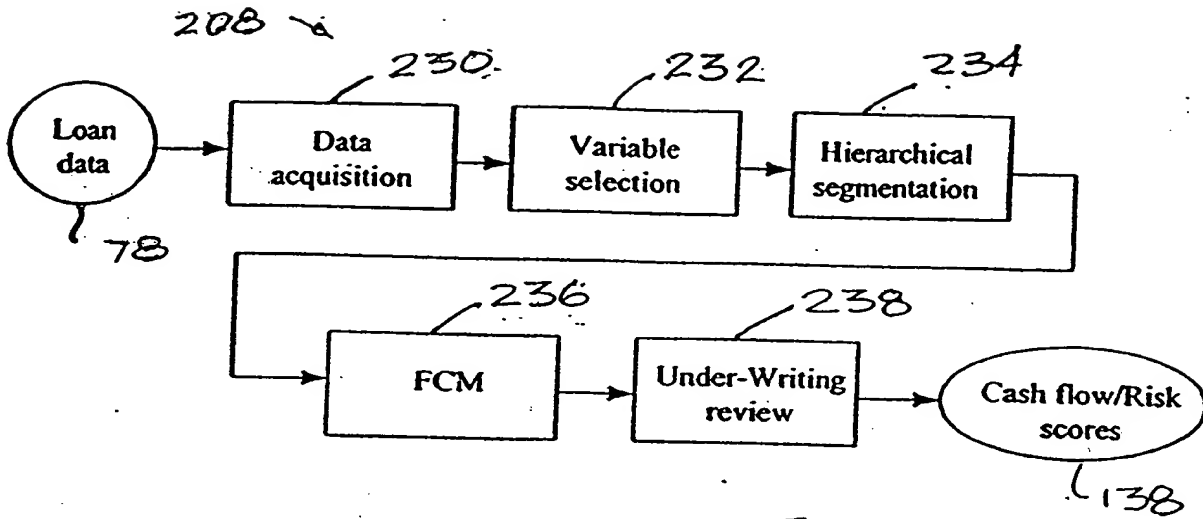 208
230
232
234
Loan
data
Data
acquisition
Variable
selection
Hierarchical
segmentation
78
236
238
FCM
Under-Writing
review
Cash flow/Risk
scores
138